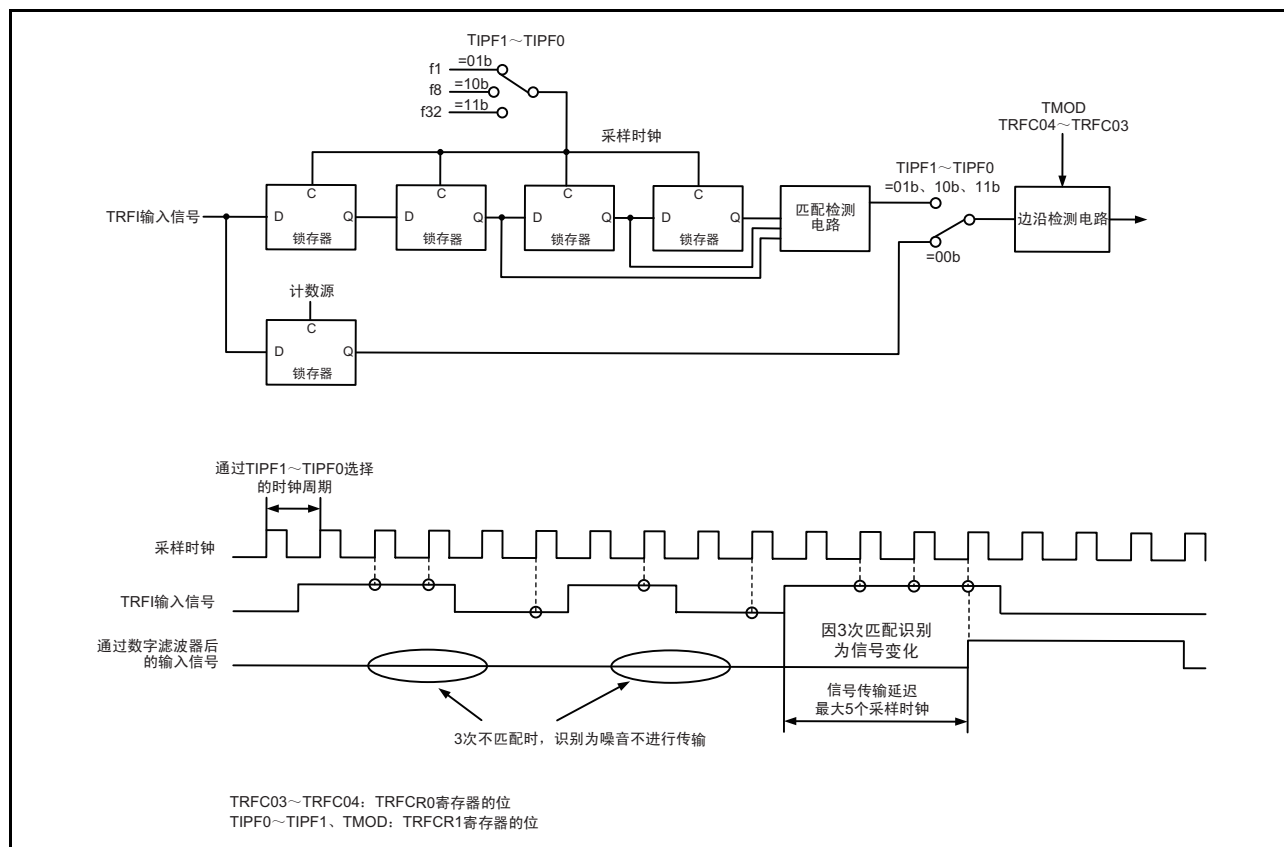 TIPF1～TIPF0
f1 =01b
f8 =10b
f32 =11b
采样时钟
TMOD
TRFC04～TRFC03
TIPF1～TIPF0
=01b、10b、11b
TRFI输入信号
C
D
Q
锁存器
C
D
Q
锁存器
C
D
Q
锁存器
C
D
Q
锁存器
匹配检测
电路
边沿检测电路
=00b
计数源
C
D
Q
锁存器
通过TIPF1～TIPF0选择
的时钟周期
采样时钟
TRFI输入信号
通过数字滤波器后
的输入信号
因3次匹配识别
为信号变化
信号传输延迟
最大5个采样时钟
3次不匹配时，识别为噪音不进行传输
TRFC03～TRFC04：TRFCR0寄存器的位
TIPF0～TIPF1、TMOD：TRFCR1寄存器的位